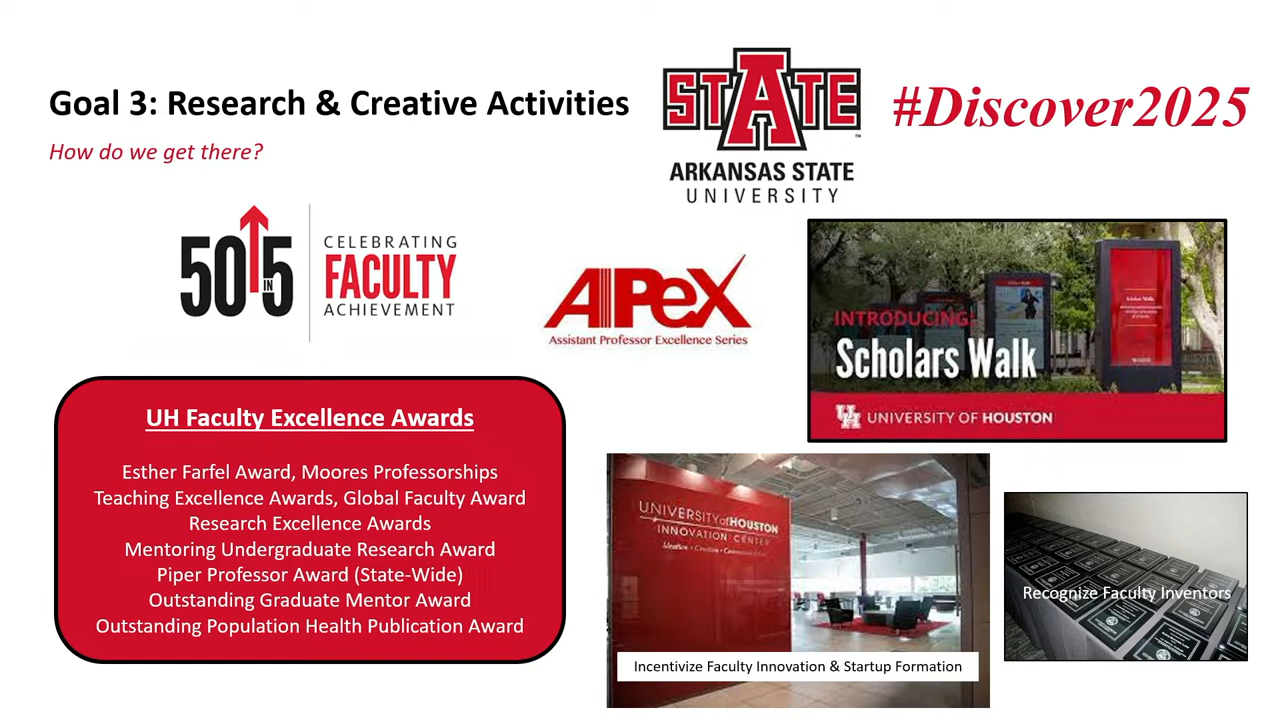 Goal 3: Research & Creative Activities
How do we get there?
STATE
TM
ARKANSAS STATE
UNIVERSITY
#Discover2025
50 IN 5
CELEBRATING
FACULTY
ACHIEVEMENT
APeX
Assistant Professor Excellence Series
INTRODUCING:
Scholars Walk
Scholars Walk
UNIVERSITY OF HOUSTON
UH Faculty Excellence Awards
Esther Farfel Award, Moores Professorships
Teaching Excellence Awards, Global Faculty Award
Research Excellence Awards
Mentoring Undergraduate Research Award
Piper Professor Award (State-Wide)
Outstanding Graduate Mentor Award
Outstanding Population Health Publication Award
UNIVERSITY of HOUSTON
INNOVATION CENTER
Incentivize Faculty Innovation & Startup Formation
Recognize Faculty Inventors